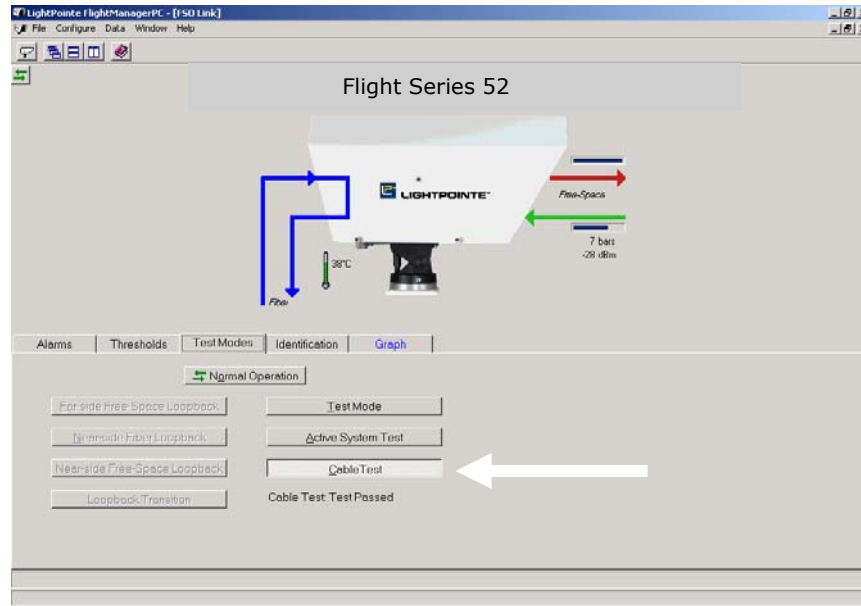 LightPointe FlightManagerPC - [FSO Link]
File Configure Data Window Help
Flight Series 52
LIGHTPOINTE
Free-Space
7 bars
-28 dBm
38°C
Fiber
Alarms Thresholds Test Modes Identification Graph
Normal Operation
Far-side Free-Space Loopback Test Mode
Near-side Fiber Loopback Active System Test
Near-side Free-Space Loopback Cable Test
Loopback Transition Cable Test Test Passed